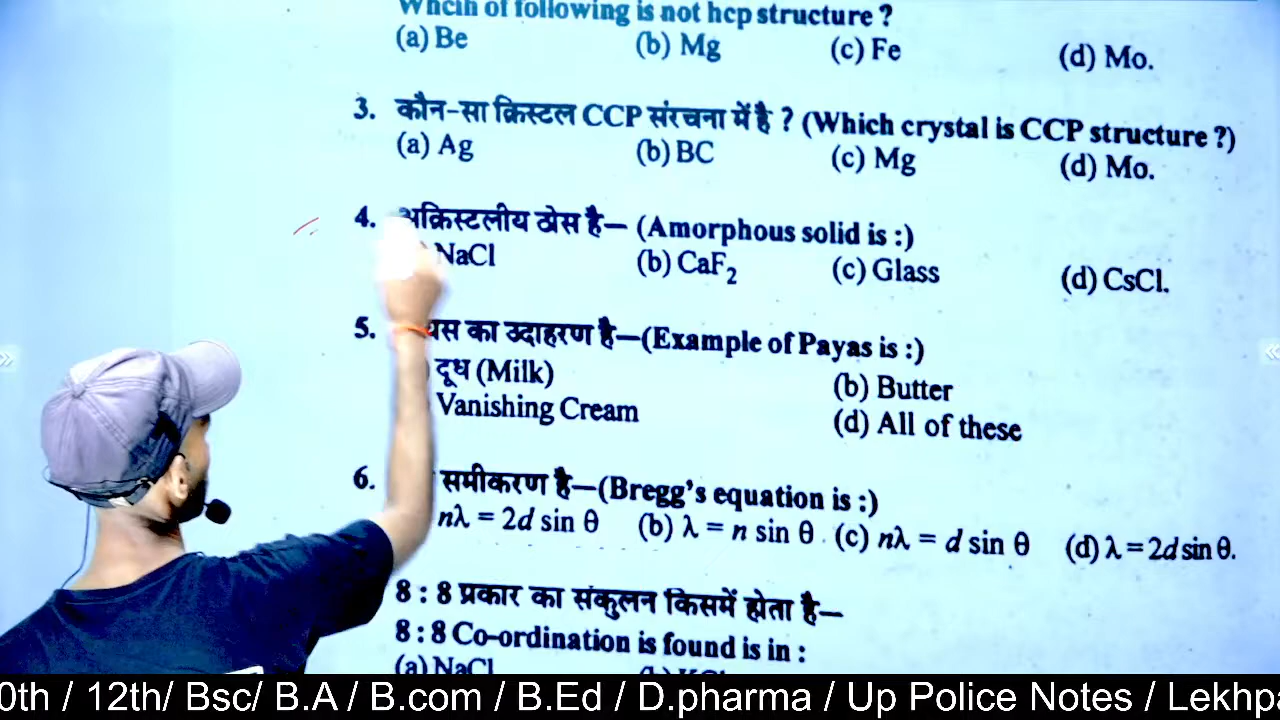 Whcih of following is not hcp structure ?
(a) Be (b) Mg (c) Fe (d) Mo.
3. कौन-सा क्रिस्टल CCP संरचना में है ? (Which crystal is CCP structure ?)
(a) Ag (b) BC (c) Mg (d) Mo.
4. अक्रिस्टलीय ठोस है— (Amorphous solid is :)
NaCl (b) CaF₂ (c) Glass (d) CsCl.
5. का उदाहरण है—(Example of Payas is :)
दूध (Milk) (b) Butter
Vanishing Cream (d) All of these
6. समीकरण है—(Bregg's equation is :)
nλ = 2d sin θ (b) λ = n sin θ . (c) nλ = d sin θ (d) λ = 2d sin θ.
8 : 8 प्रकार का संकुलन किसमें होता है—
8 : 8 Co-ordination is found is in :
(a) NaCl
0th / 12th/ Bsc/ B.A / B.com / B.Ed / D.pharma / Up Police Notes / Lekhpa